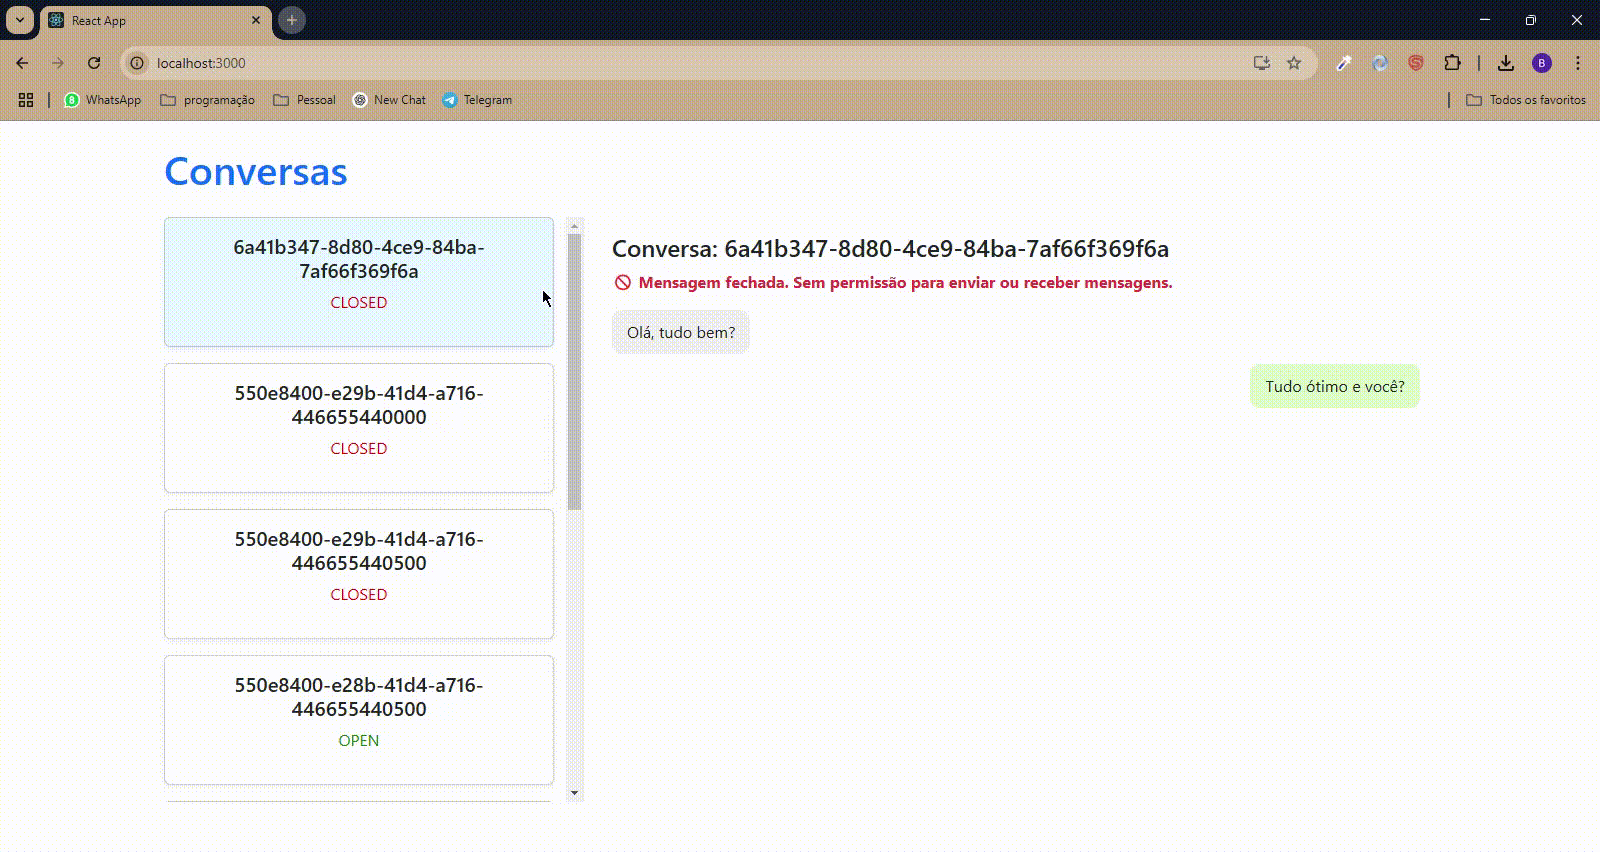 React App
localhost:3000
B
WhatsApp
programação
Pessoal
New Chat
Telegram
Todos os favoritos
Conversas
6a41b347-8d80-4ce9-84ba-
7af66f369f6a
CLOSED
550e8400-e29b-41d4-a716-
446655440000
CLOSED
550e8400-e29b-41d4-a716-
446655440500
CLOSED
550e8400-e28b-41d4-a716-
446655440500
OPEN
Conversa: 6a41b347-8d80-4ce9-84ba-7af66f369f6a
🚫 Mensagem fechada. Sem permissão para enviar ou receber mensagens.
Olá, tudo bem?
Tudo ótimo e você?